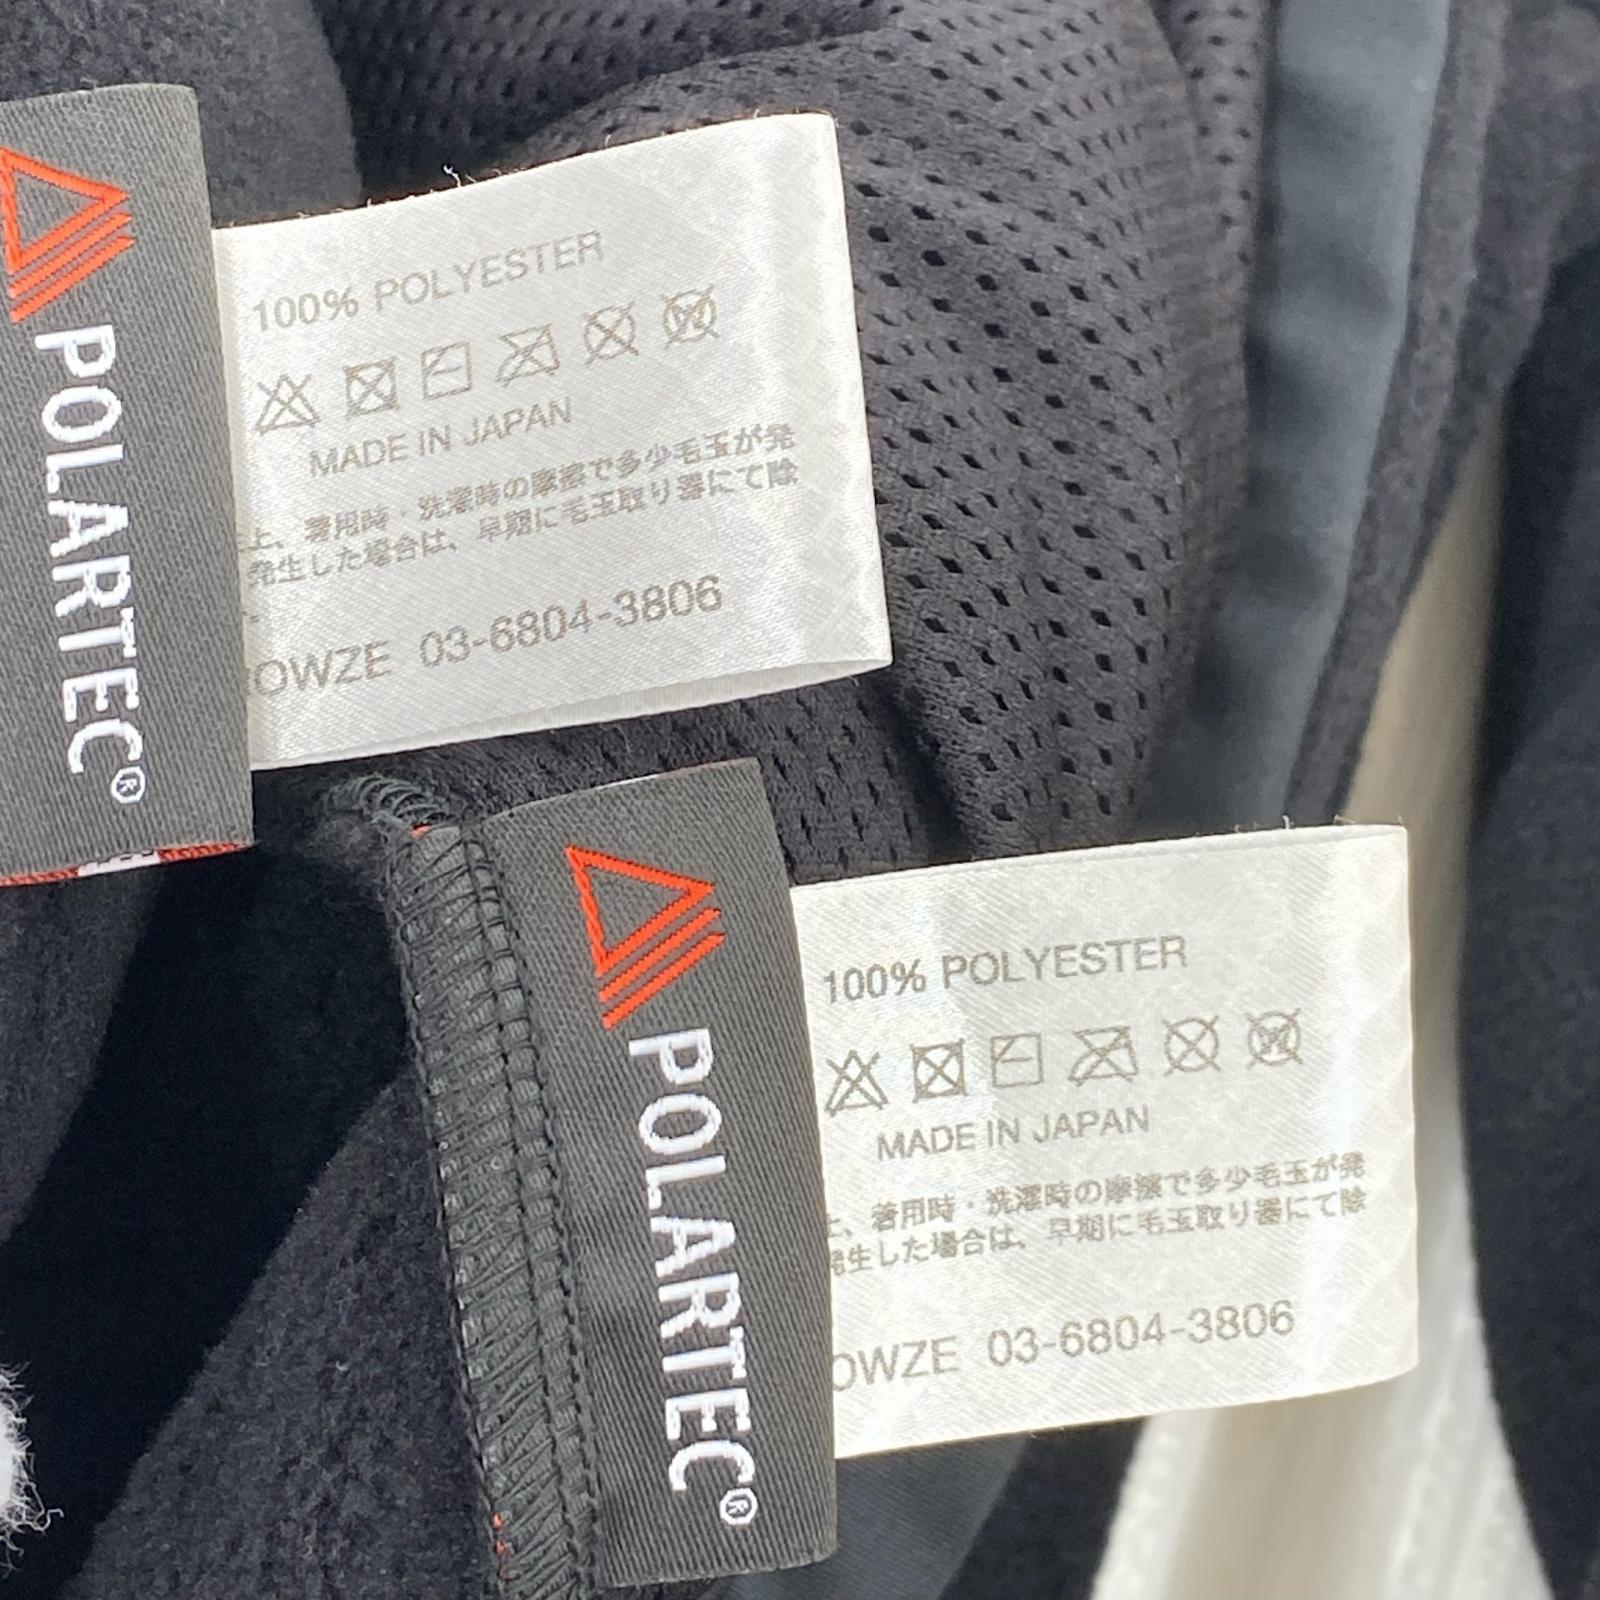 POLARTEC®
100% POLYESTER
MADE IN JAPAN
上、着用時・洗濯時の摩擦で多少毛玉が発
発生した場合は、早期に毛玉取り器にて除
OWZE 03-6804-3806
POLARTEC®
100% POLYESTER
MADE IN JAPAN
上、着用時・洗濯時の摩擦で多少毛玉が発
発生した場合は、早期に毛玉取り器にて除
OWZE 03-6804-3806